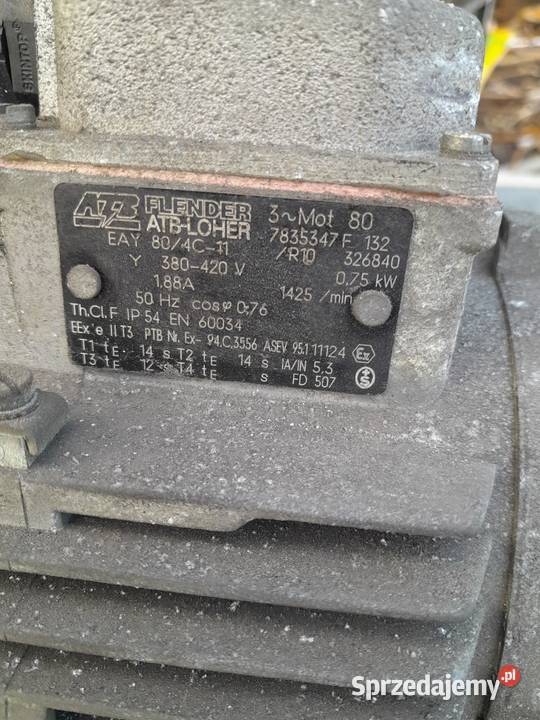 SKINTOP®
ATB FLENDER ATB-LOHER 3~Mot 80
EAY 80/4C-11 7835347 F 132
/R10 326840
Y 380-420 V 0,75 kW
1.88A 1425 /min
50 Hz cosφ 0,76
Th.Cl.F IP 54 EN 60034
EEx e II T3 PTB Nr. Ex- 94.C.3556 ASEV 95.1 11124 Ex
T1 tE 14 s T2 tE 14 s IA/IN 5.3
T3 tE 12 s T4 tE s FD 507
Sprzedajemy.pl